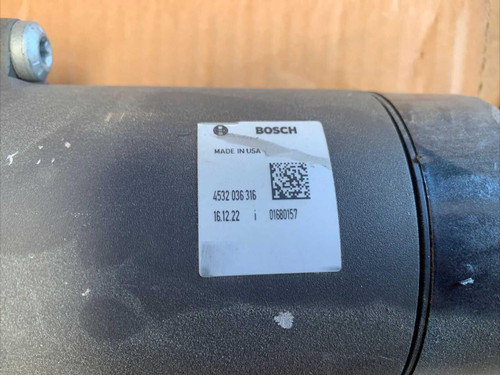 BOSCH
MADE IN USA
4532 036 316
16.12.22 i 01680157